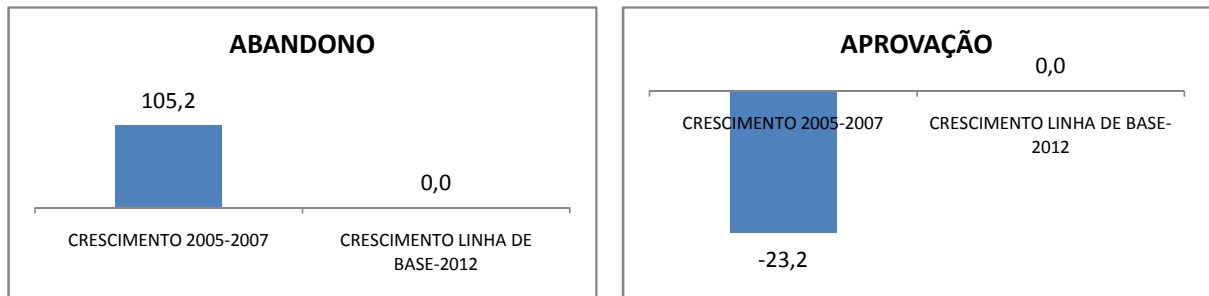 ABANDONO
105,2
0,0
CRESCIMENTO 2005-2007
CRESCIMENTO LINHA DE
BASE-2012
APROVAÇÃO
0,0
CRESCIMENTO 2005-2007
CRESCIMENTO LINHA DE BASE-
2012
-23,2